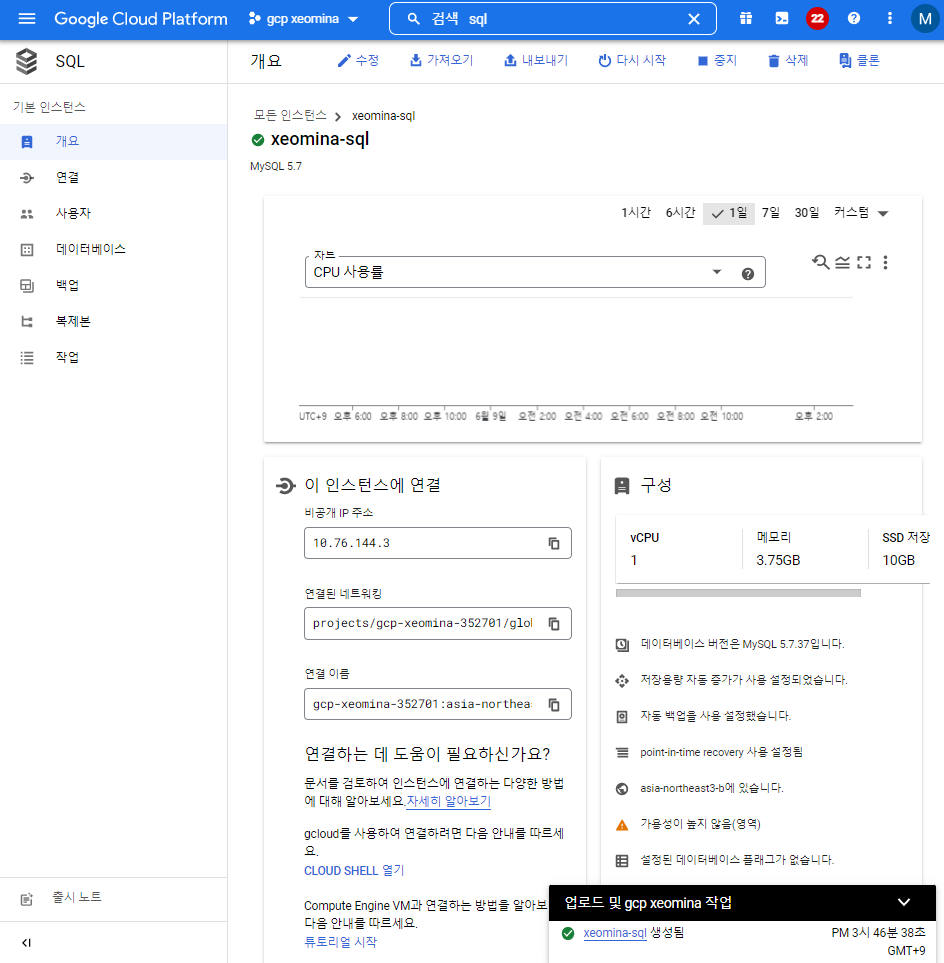 Google Cloud Platform
gcp xeomina
검색 sql
22
M
SQL
개요
수정
가져오기
내보내기
다시 시작
중지
삭제
클론
기본 인스턴스
개요
연결
사용자
데이터베이스
백업
복제본
작업
출시 노트
모든 인스턴스
xeomina-sql
xeomina-sql
MySQL 5.7
1시간 6시간 1일 7일 30일 커스텀
차트
CPU 사용률
UTC+9 오후 6:00 오후 8:00 오후 10:00 6월 9일 오전 2:00 오전 4:00 오전 6:00 오전 8:00 오전 10:00 오후 2:00
이 인스턴스에 연결
비공개 IP 주소
10.76.144.3
연결된 네트워킹
projects/gcp-xeomina-352701/glo
연결 이름
gcp-xeomina-352701:asia-northea
연결하는 데 도움이 필요하신가요?
문서를 검토하여 인스턴스에 연결하는 다양한 방법
에 대해 알아보세요.자세히 알아보기
gcloud를 사용하여 연결하려면 다음 안내를 따르세
요.
CLOUD SHELL 열기
Compute Engine VM과 연결하는 방법을 알아보
다음 안내를 따르세요.
튜토리얼 시작
구성
vCPU 메모리 SSD 저장
1 3.75GB 10GB
데이터베이스 버전은 MySQL 5.7.37입니다.
저장용량 자동 증가가 사용 설정되었습니다.
자동 백업을 사용 설정했습니다.
point-in-time recovery 사용 설정됨
asia-northeast3-b에 있습니다.
가용성이 높지 않음(영역)
설정된 데이터베이스 플래그가 없습니다.
업로드 및 gcp xeomina 작업
xeomina-sql 생성됨
PM 3시 46분 38초
GMT+9